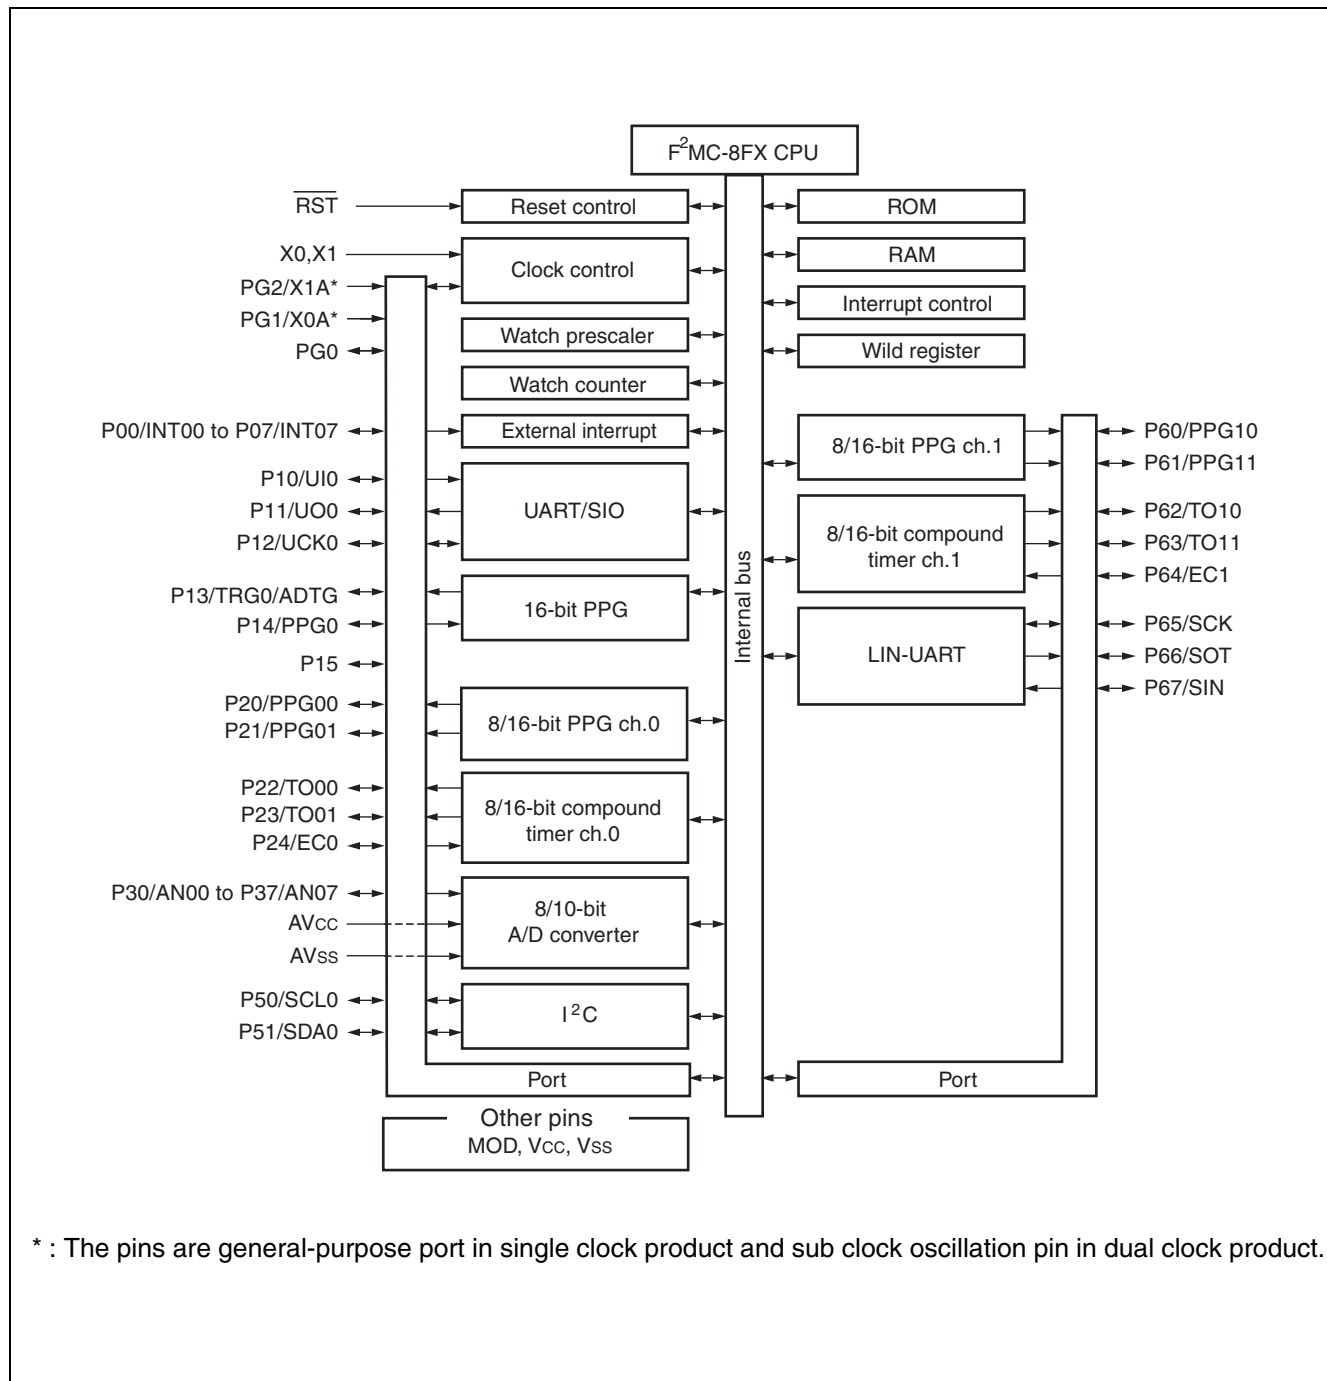 F²MC-8FX CPU
RST
Reset control
ROM
X0,X1
Clock control
RAM
PG2/X1A*
PG1/X0A*
Interrupt control
PG0
Watch prescaler
Wild register
Watch counter
P00/INT00 to P07/INT07
External interrupt
8/16-bit PPG ch.1
P60/PPG10
P61/PPG11
P10/UI0
P11/UO0
P12/UCK0
UART/SIO
8/16-bit compound
timer ch.1
P62/TO10
P63/TO11
P64/EC1
Internal bus
P13/TRG0/ADTG
P14/PPG0
16-bit PPG
P15
LIN-UART
P65/SCK
P66/SOT
P67/SIN
P20/PPG00
P21/PPG01
8/16-bit PPG ch.0
P22/TO00
P23/TO01
P24/EC0
8/16-bit compound
timer ch.0
P30/AN00 to P37/AN07
AVCC
AVSS
8/10-bit
A/D converter
P50/SCL0
P51/SDA0
I²C
Port
Port
Other pins
MOD, VCC, VSS
* : The pins are general-purpose port in single clock product and sub clock oscillation pin in dual clock product.